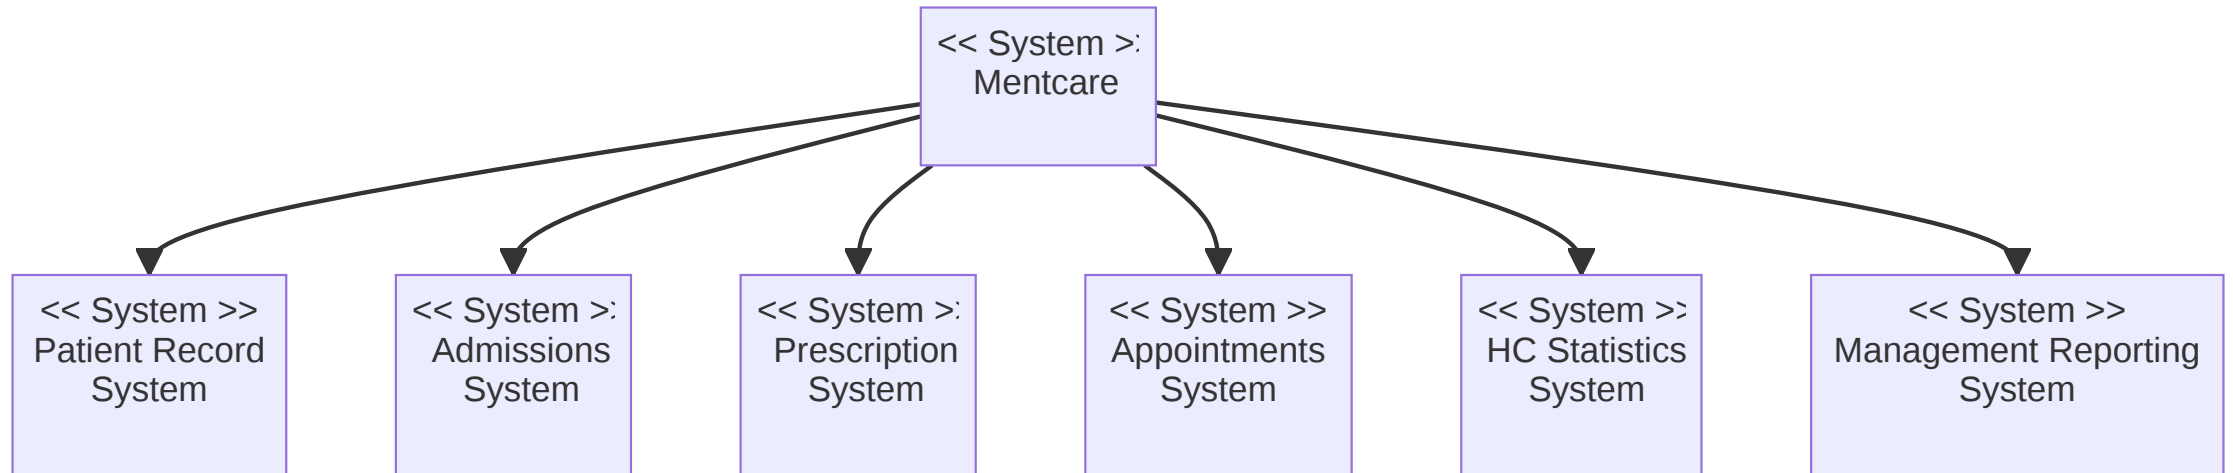 << System >>
Mentcare
<< System >>
Patient Record
System
<< System >>
Admissions
System
<< System >>
Prescription
System
<< System >>
Appointments
System
<< System >>
HC Statistics
System
<< System >>
Management Reporting
System